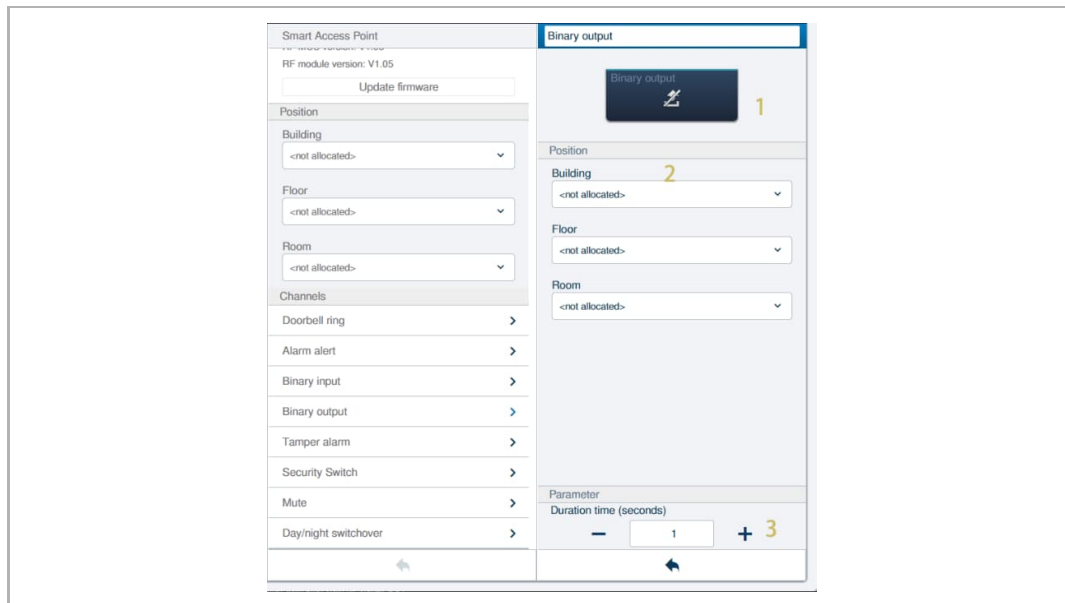 Smart Access Point
RF module version: V1.05
Update firmware
Position
Building
<not allocated>
Floor
<not allocated>
Room
<not allocated>
Channels
Doorbell ring
Alarm alert
Binary input
Binary output
Tamper alarm
Security Switch
Mute
Day/night switchover
Binary output
Binary output
1
Position
Building
2
<not allocated>
Floor
<not allocated>
Room
<not allocated>
Parameter
Duration time (seconds)
1
3